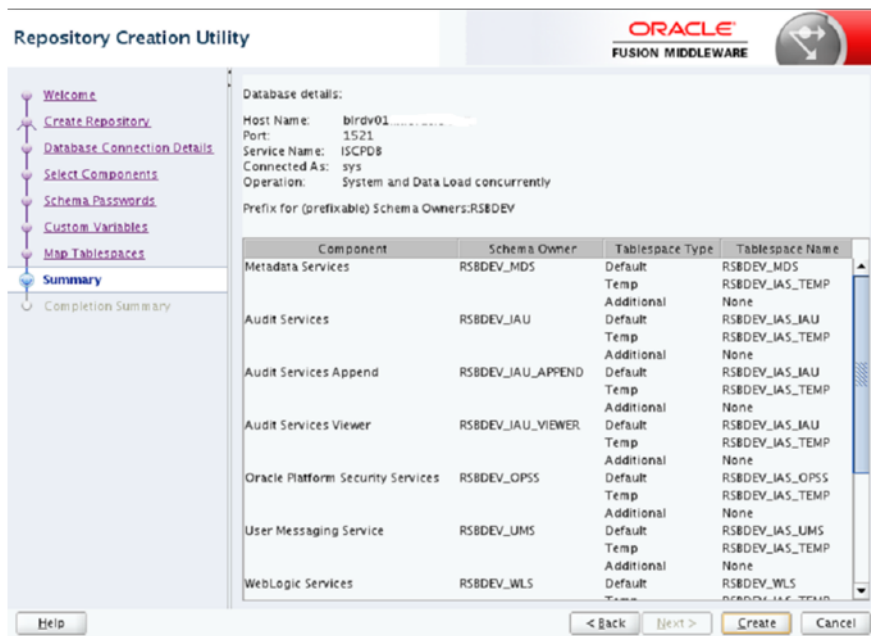 Repository Creation Utility
ORACLE
FUSION MIDDLEWARE
Welcome
Create Repository
Database Connection Details
Select Components
Schema Passwords
Custom Variables
Map Tablespaces
Summary
Completion Summary
Database details:
Host Name: blrdv01
Port: 1521
Service Name: ISCPDB
Connected As: sys
Operation: System and Data Load concurrently
Prefix for (prefixable) Schema Owners:RSBDEV
Component Schema Owner Tablespace Type Tablespace Name
Metadata Services RSBDEV_MDS Default RSBDEV_MDS
Temp RSBDEV_IAS_TEMP
Additional None
Audit Services RSBDEV_IAU Default RSBDEV_IAS_IAU
Temp RSBDEV_IAS_TEMP
Additional None
Audit Services Append RSBDEV_IAU_APPEND Default RSBDEV_IAS_IAU
Temp RSBDEV_IAS_TEMP
Additional None
Audit Services Viewer RSBDEV_IAU_VIEWER Default RSBDEV_IAS_IAU
Temp RSBDEV_IAS_TEMP
Additional None
Oracle Platform Security Services RSBDEV_OPSS Default RSBDEV_IAS_OPSS
Temp RSBDEV_IAS_TEMP
Additional None
User Messaging Service RSBDEV_UMS Default RSBDEV_IAS_UMS
Temp RSBDEV_IAS_TEMP
Additional None
WebLogic Services RSBDEV_WLS Default RSBDEV_WLS
Temp RSBDEV_IAS_TEMP
Help < Back Next > Create Cancel